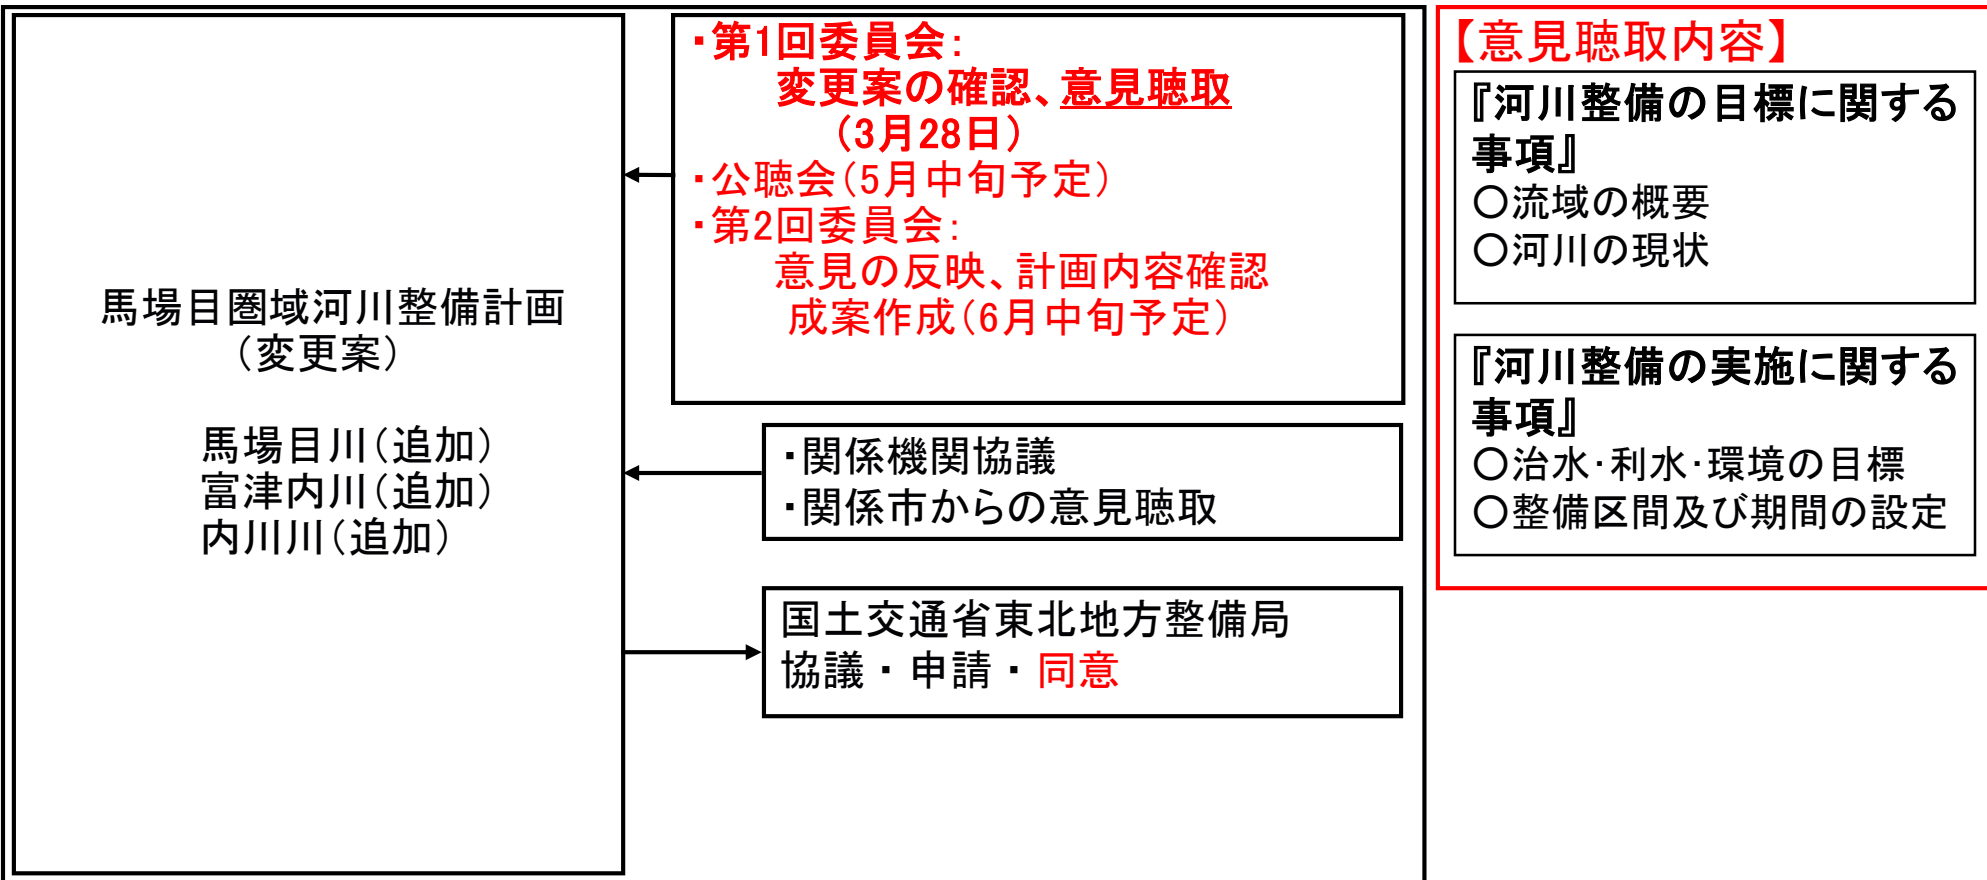 馬場目圏域河川整備計画
(変更案)
馬場目川(追加)
富津内川(追加)
内川川(追加)
・第1回委員会:
変更案の確認、意見聴取
(3月28日)
・公聴会(5月中旬予定)
・第2回委員会:
意見の反映、計画内容確認
成案作成(6月中旬予定)
・関係機関協議
・関係市からの意見聴取
国土交通省東北地方整備局
協議・申請・同意
【意見聴取内容】
『河川整備の目標に関する
事項』
〇流域の概要
〇河川の現状
『河川整備の実施に関する
事項』
〇治水・利水・環境の目標
〇整備区間及び期間の設定